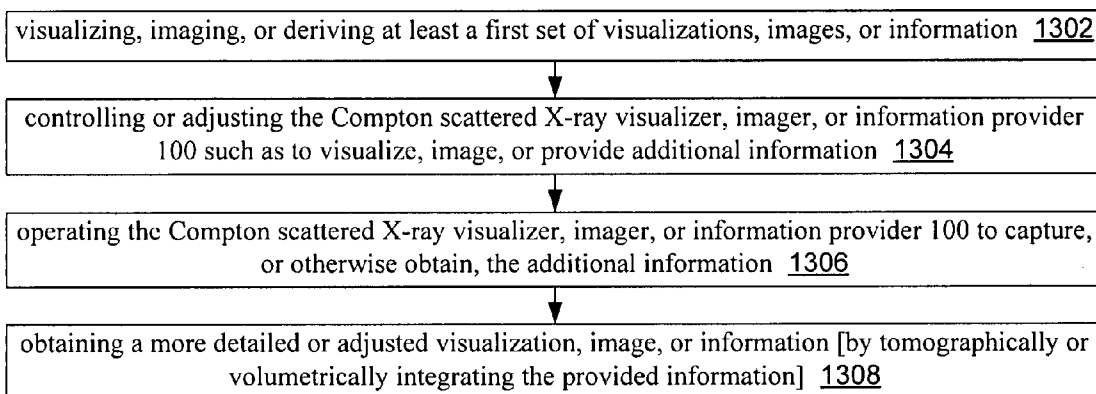 visualizing, imaging, or deriving at least a first set of visualizations, images, or information 1302
controlling or adjusting the Compton scattered X-ray visualizer, imager, or information provider
100 such as to visualize, image, or provide additional information 1304
operating the Compton scattered X-ray visualizer, imager, or information provider 100 to capture,
or otherwise obtain, the additional information 1306
obtaining a more detailed or adjusted visualization, image, or information [by tomographically or
volumetrically integrating the provided information] 1308